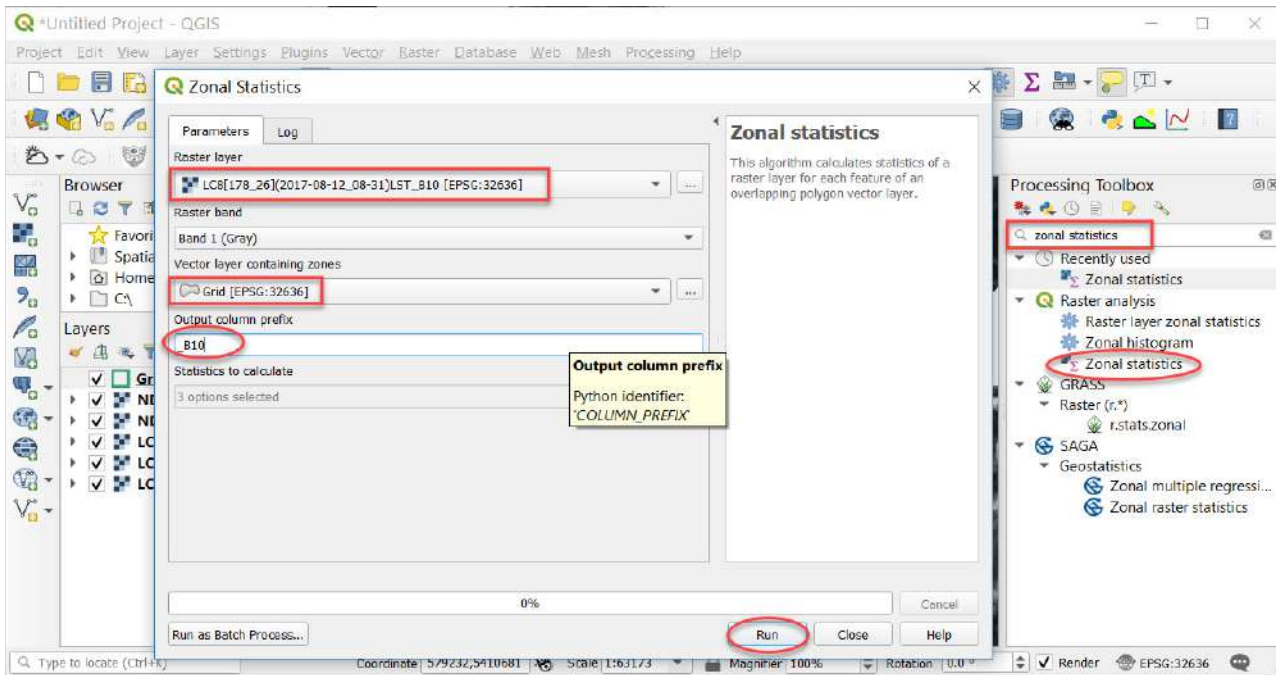 *Untitled Project - QGIS
Project Edit View Layer Settings Plugins Vector Raster Database Web Mesh Processing Help
Zonal Statistics
Parameters Log
Raster layer
LC8[178_26](2017-08-12_08-31)LST_B10 [EPSG:32636]
...
Raster band
Band 1 (Gray)
Vector layer containing zones
Grid [EPSG:32636]
...
Output column prefix
_B10
Statistics to calculate
3 options selected
Output column prefix
Python identifier:
'COLUMN_PREFIX'
Zonal statistics
This algorithm calculates statistics of a
raster layer for each feature of an
overlapping polygon vector layer.
0%
Cancel
Run as Batch Process...
Run Close Help
Browser
Favori
Spatia
Home
C:\
Layers
Gr
ND
ND
LC
LC
LC
Processing Toolbox
zonal statistics
Recently used
Zonal statistics
Raster analysis
Raster layer zonal statistics
Zonal histogram
Zonal statistics
GRASS
Raster (r.*)
r.stats.zonal
SAGA
Geostatistics
Zonal multiple regressi...
Zonal raster statistics
Type to locate (Ctrl+K) Coordinate 579232,5410681 Scale 1:63173 Magnifier 100% Rotation 0.0 ° Render EPSG:32636